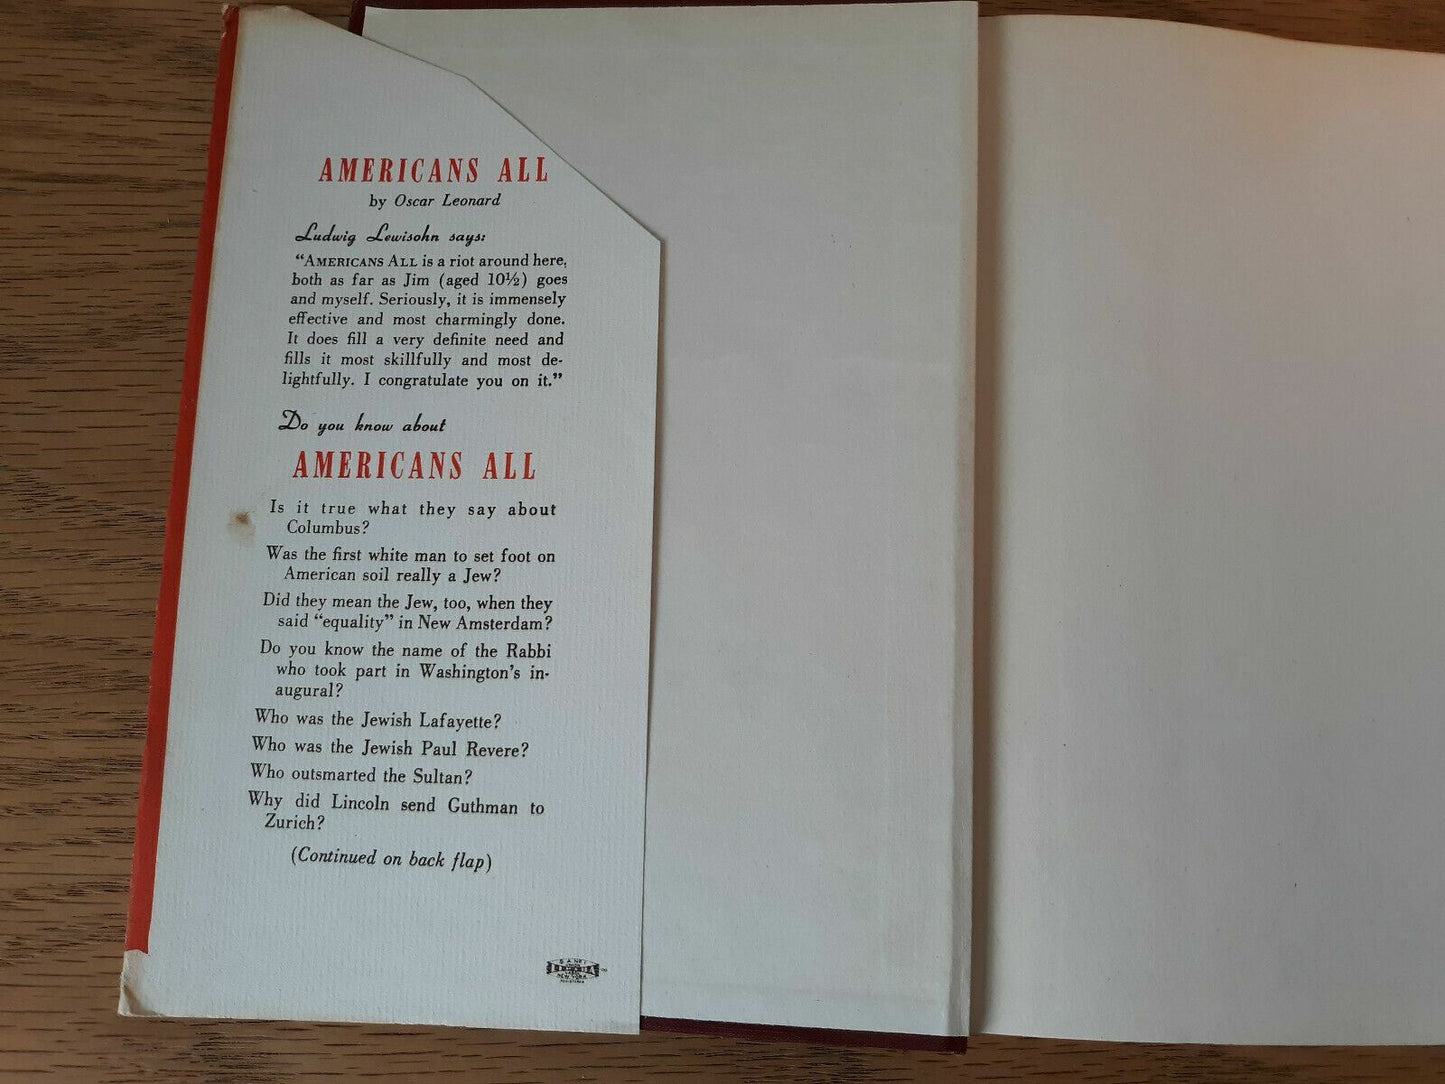 AMERICANS ALL
by Oscar Leonard
Ludwig Lewisohn says:
“AMERICANS ALL is a riot around here,
both as far as Jim (aged 10½) goes
and myself. Seriously, it is immensely
effective and most charmingly done.
It does fill a very definite need and
fills it most skillfully and most de-
lightfully. I congratulate you on it.”
Do you know about
AMERICANS ALL
Is it true what they say about
Columbus?
Was the first white man to set foot on
American soil really a Jew?
Did they mean the Jew, too, when they
said “equality” in New Amsterdam?
Do you know the name of the Rabbi
who took part in Washington’s in-
augural?
Who was the Jewish Lafayette?
Who was the Jewish Paul Revere?
Who outsmarted the Sultan?
Why did Lincoln send Guthman to
Zurich?
(Continued on back flap)
NEW YORK